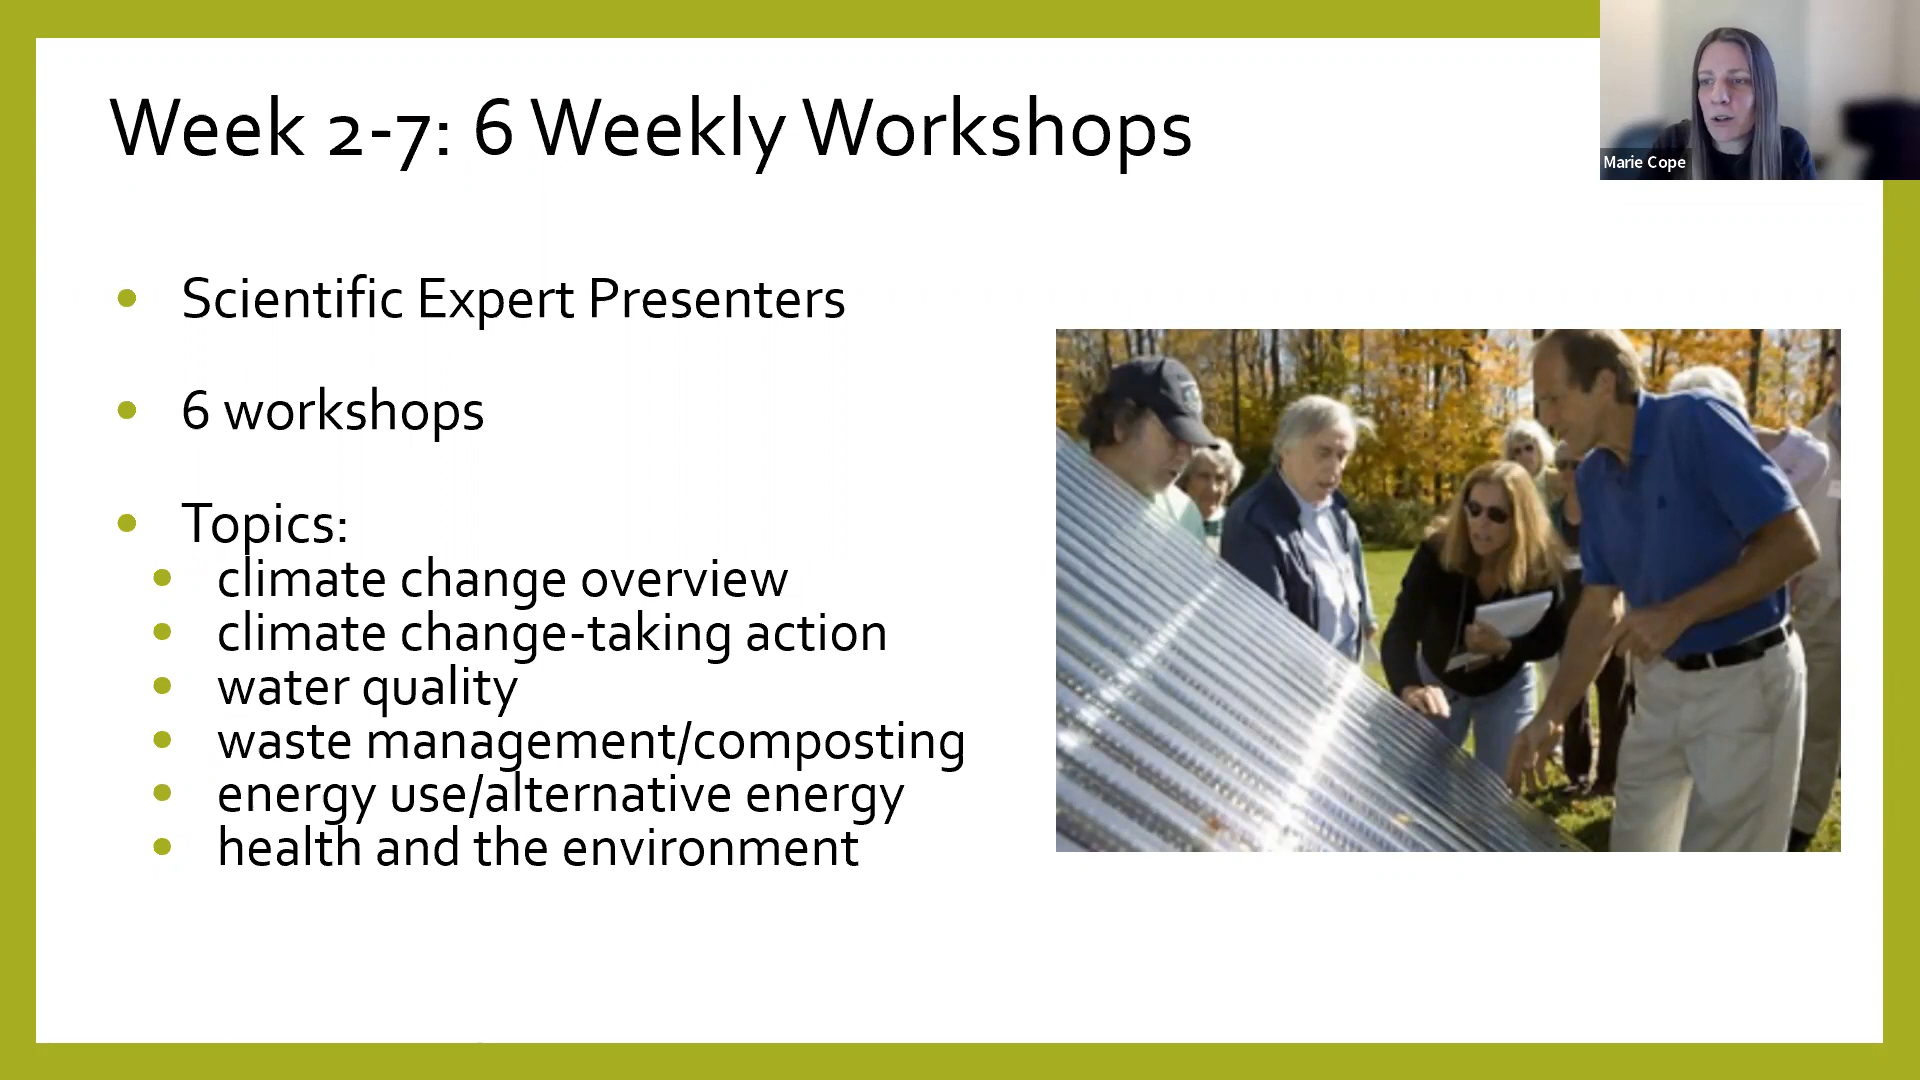 Week 2-7: 6 Weekly Workshops
Marie Cope
Scientific Expert Presenters
6 workshops
Topics:
climate change overview
climate change-taking action
water quality
waste management/composting
energy use/alternative energy
health and the environment